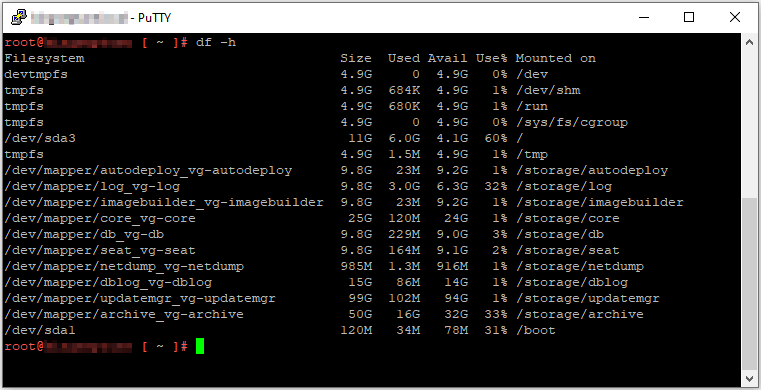 - PuTTY
root@ [ ~ ]# df -h
Filesystem Size Used Avail Use% Mounted on
devtmpfs 4.9G 0 4.9G 0% /dev
tmpfs 4.9G 684K 4.9G 1% /dev/shm
tmpfs 4.9G 680K 4.9G 1% /run
tmpfs 4.9G 0 4.9G 0% /sys/fs/cgroup
/dev/sda3 11G 6.0G 4.1G 60% /
tmpfs 4.9G 1.5M 4.9G 1% /tmp
/dev/mapper/autodeploy_vg-autodeploy 9.8G 23M 9.2G 1% /storage/autodeploy
/dev/mapper/log_vg-log 9.8G 3.0G 6.3G 32% /storage/log
/dev/mapper/imagebuilder_vg-imagebuilder 9.8G 23M 9.2G 1% /storage/imagebuilder
/dev/mapper/core_vg-core 25G 120M 24G 1% /storage/core
/dev/mapper/db_vg-db 9.8G 229M 9.0G 3% /storage/db
/dev/mapper/seat_vg-seat 9.8G 164M 9.1G 2% /storage/seat
/dev/mapper/netdump_vg-netdump 985M 1.3M 916M 1% /storage/netdump
/dev/mapper/dblog_vg-dblog 15G 86M 14G 1% /storage/dblog
/dev/mapper/updatemgr_vg-updatemgr 99G 102M 94G 1% /storage/updatemgr
/dev/mapper/archive_vg-archive 50G 16G 32G 33% /storage/archive
/dev/sda1 120M 34M 78M 31% /boot
root@ [ ~ ]#